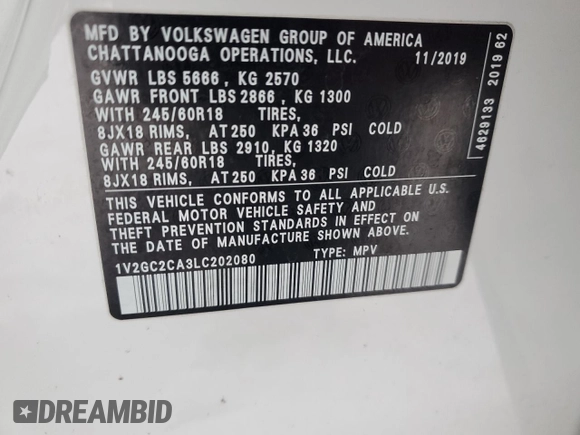 MFD BY VOLKSWAGEN GROUP OF AMERICA
CHATTANOOGA OPERATIONS, LLC. 11/2019
GVWR LBS 5666 , KG 2570
GAWR FRONT LBS 2866 , KG 1300
WITH 245/60R18 TIRES,
8JX18 RIMS, AT 250 KPA 36 PSI COLD
GAWR REAR LBS 2910, KG 1320
WITH 245/60R18 TIRES,
8JX18 RIMS, AT 250 KPA 36 PSI COLD
THIS VEHICLE CONFORMS TO ALL APPLICABLE U.S.
FEDERAL MOTOR VEHICLE SAFETY AND
THEFT PREVENTION STANDARDS IN EFFECT ON
DATE OF MANUFACTURE SHOWN ABOVE.
1V2GC2CA3LC202080 TYPE: MPV
4629133 2019 62
DREAMBID